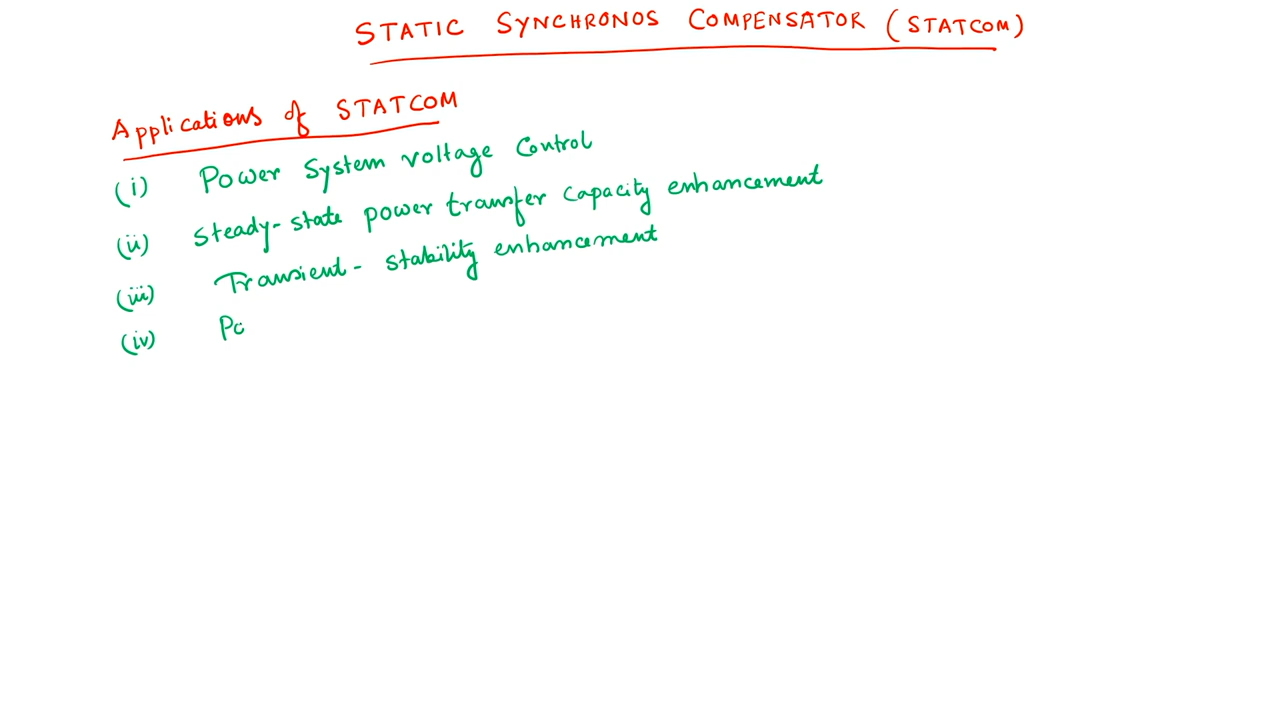 STATIC SYNCHRONOS COMPENSATOR (STATCOM)
Applications of STATCOM
(i) Power System voltage Control
(ii) Steady-state power transfer capacity enhancement
(iii) Transient-stability enhancement
(iv) Po